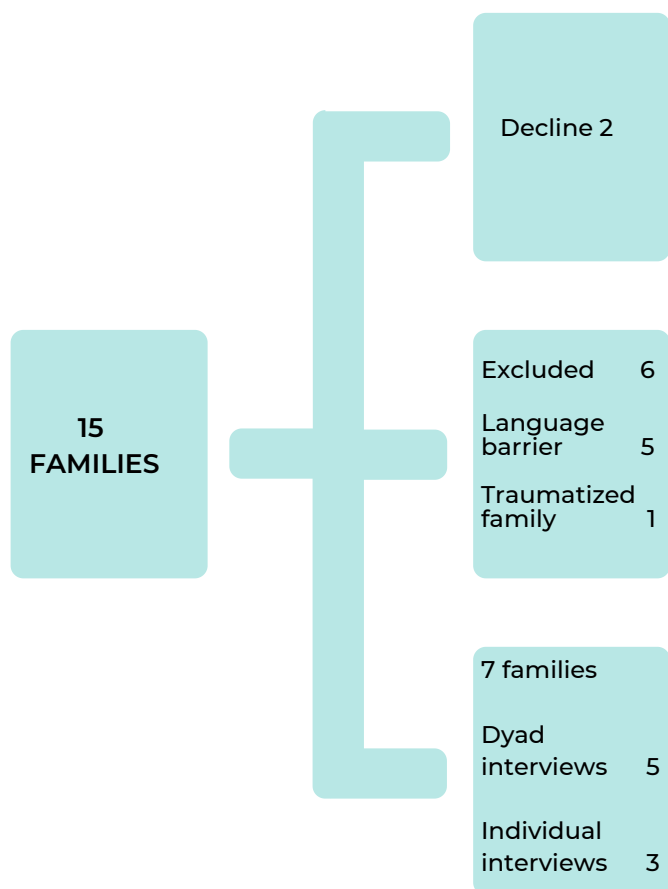 15
FAMILIES
Decline 2
Excluded 6
Language
barrier 5
Traumatized
family 1
7 families
Dyad
interviews 5
Individual
interviews 3